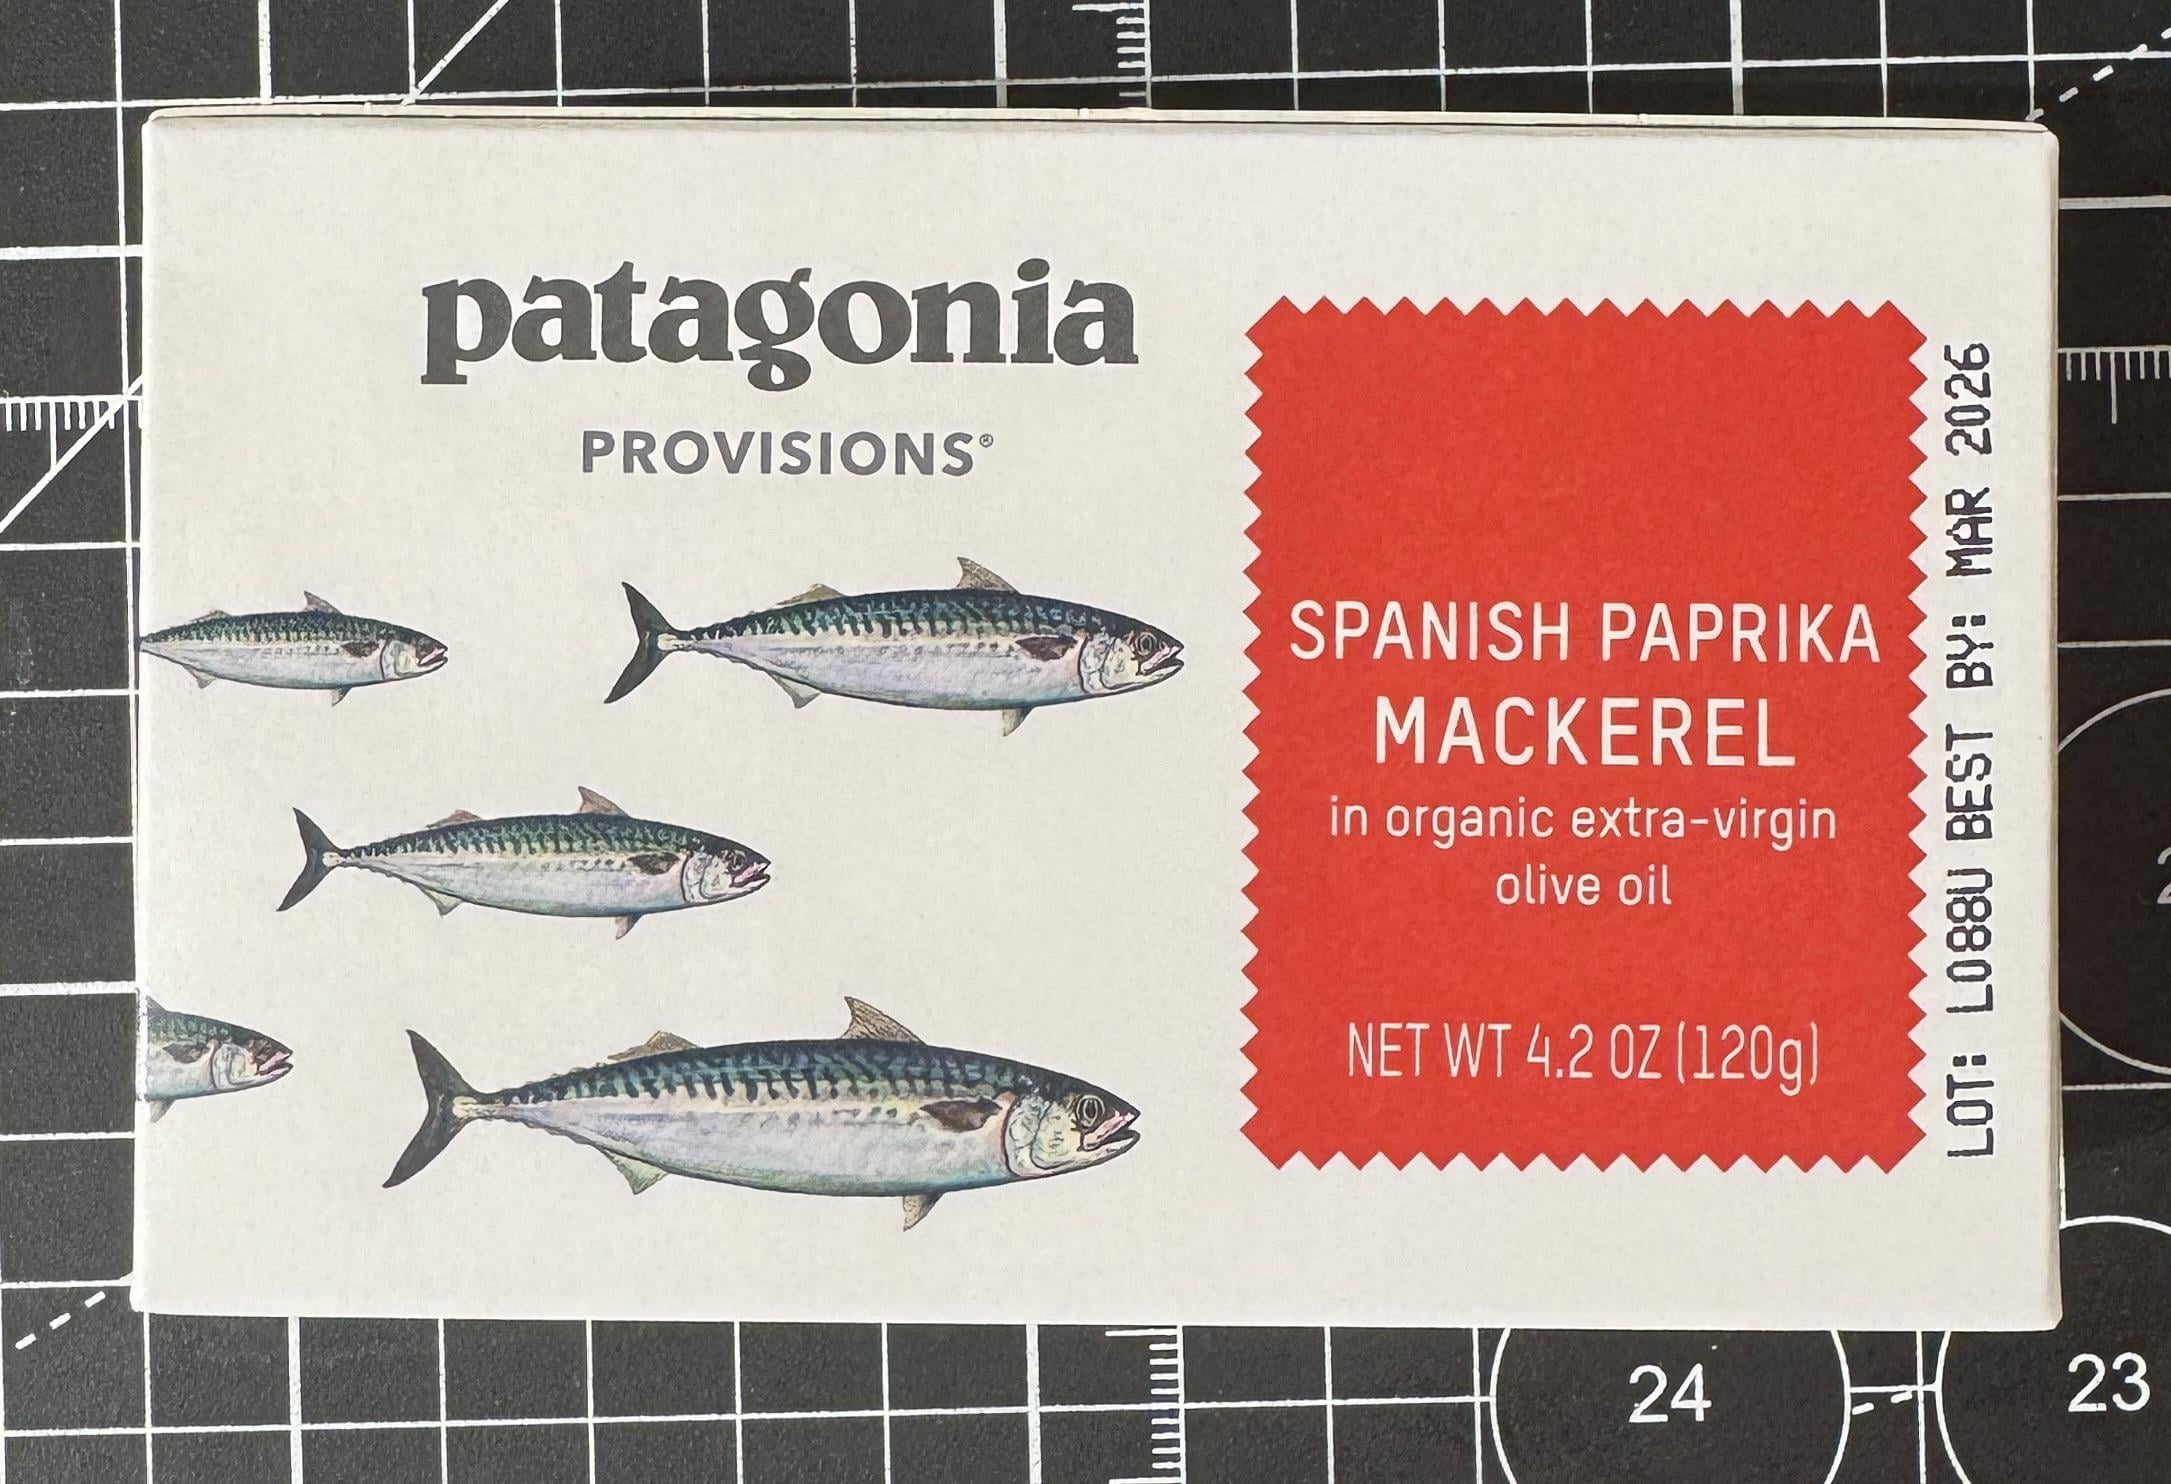 patagonia
PROVISIONS®
SPANISH PAPRIKA
MACKEREL
in organic extra-virgin
olive oil
NET WT 4.2 OZ (120g)
LOT: L088U BEST BY: MAR 2026
24
23